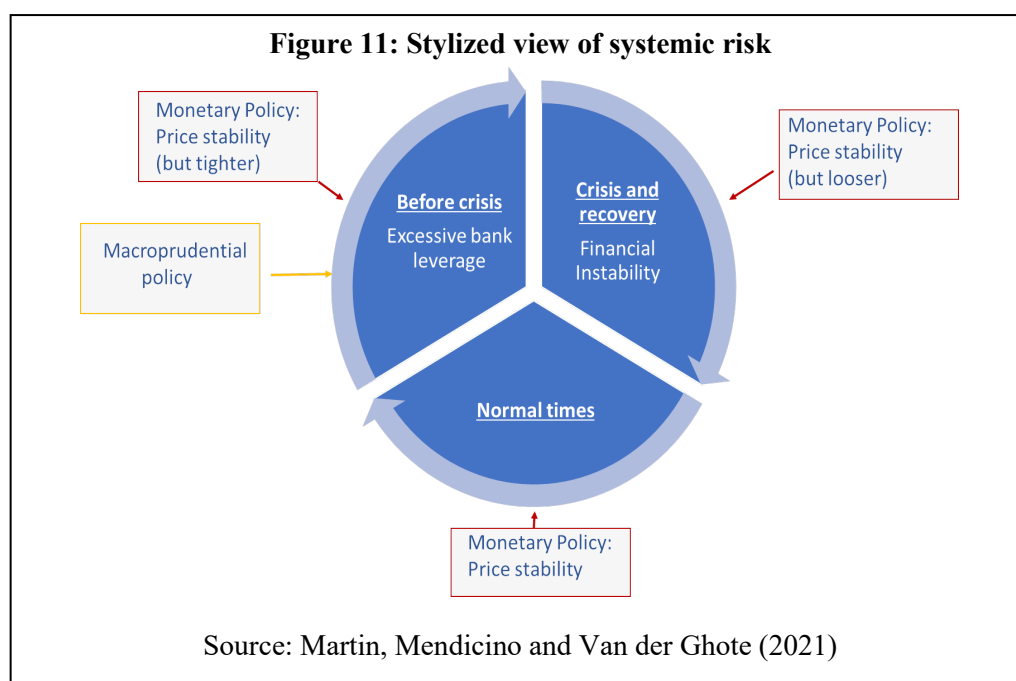 Figure 11: Stylized view of systemic risk
Monetary Policy:
Price stability
(but tighter)
Monetary Policy:
Price stability
(but looser)
Before crisis
Excessive bank
leverage
Crisis and
recovery
Financial
Instability
Macroprudential
policy
Normal times
Monetary Policy:
Price stability
Source: Martin, Mendicino and Van der Ghote (2021)